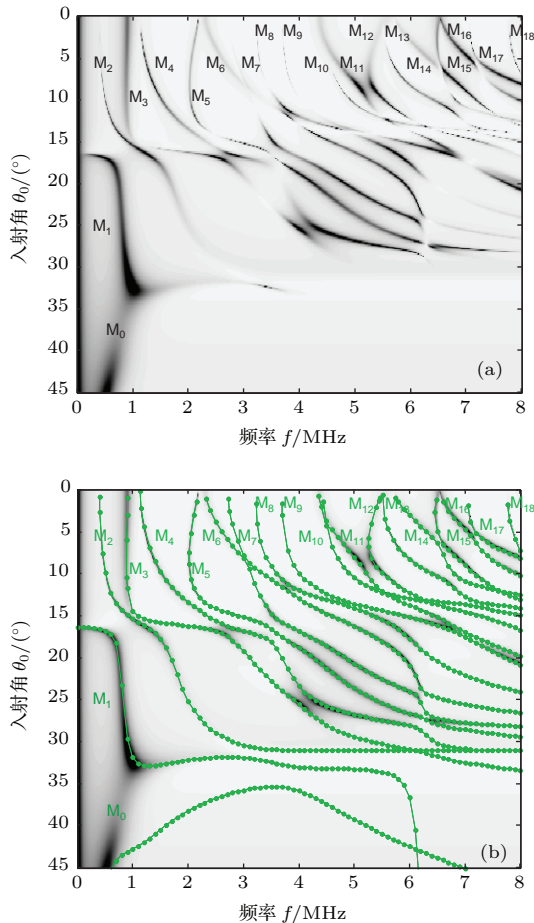 0
M₁₂
M₁₃
M₁₆
M₁₈
M₈
M₉
M₂
M₄
M₆
M₇
M₁₀
M₁₁
M₁₄
M₁₅
M₁₇
5
M₃
M₅
10
15
20
M₁
25
30
35
M₀
40
(a)
45
0 1 2 3 4 5 6 7 8
入射角 θ₀/(°)
频率 f/MHz
0
M₈
M₉
M₁₂
M₁₃
M₁₆
M₁₈
M₂
M₄
M₆
M₇
M₁₀
M₁₁
M₁₄
M₁₅
M₁₇
5
M₃
M₅
10
15
20
M₁
25
30
35
M₀
40
(b)
45
0 1 2 3 4 5 6 7 8
入射角 θ₀/(°)
频率 f/MHz